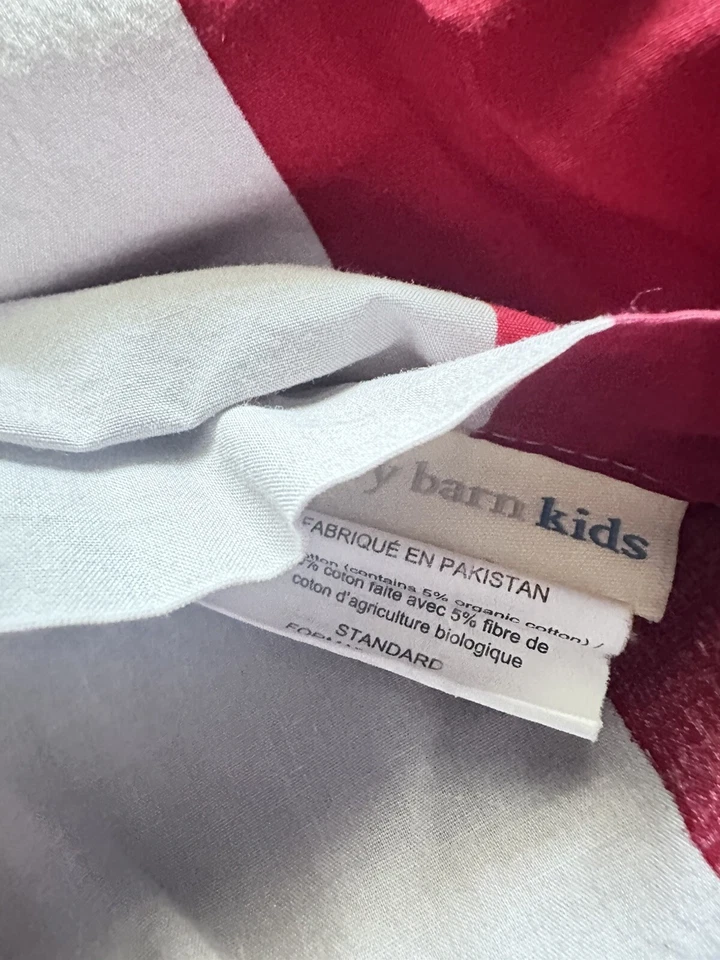 y barn kids
FABRIQUÉ EN PAKISTAN
(contains 5% organic cotton) /
% coton faite avec 5% fibre de
coton d'agriculture biologique
STANDARD